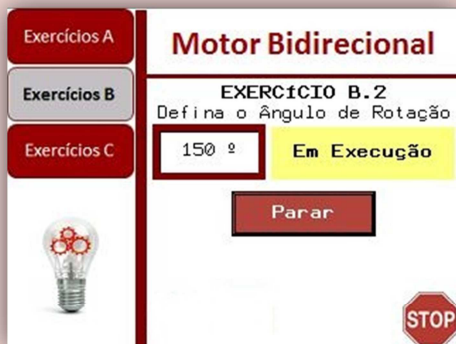 Exercícios A
Exercícios B
Exercícios C
Motor Bidirecional
EXERCíCIO B.2
Defina o Ângulo de Rotação
150 º
Em Execução
Parar
STOP